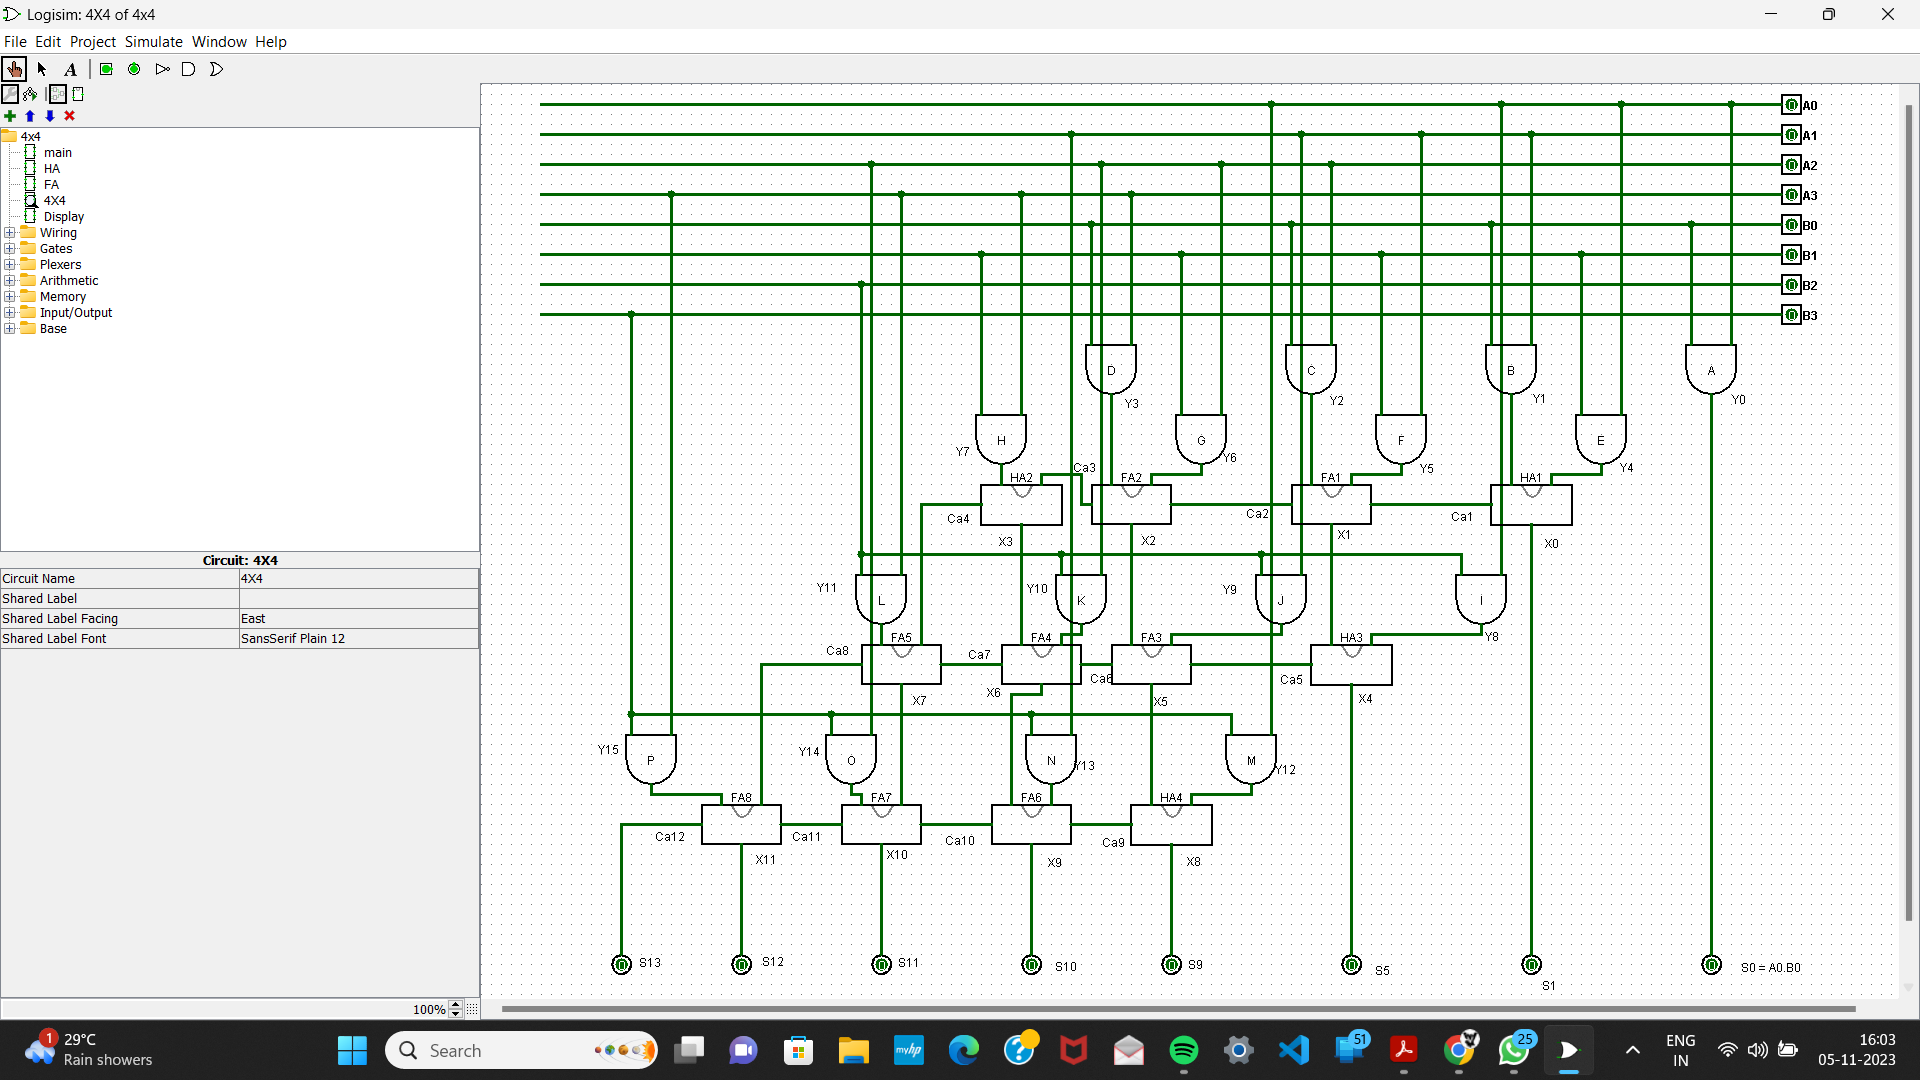 Logisim: 4X4 of 4x4
File Edit Project Simulate Window Help
A
4x4
main
HA
FA
4X4
Display
Wiring
Gates
Plexers
Arithmetic
Memory
Input/Output
Base
Circuit: 4X4
Circuit Name 4X4
Shared Label
Shared Label Facing East
Shared Label Font SansSerif Plain 12
100%
A0
A1
A2
A3
B0
B1
B2
B3
D C B A
Y3 Y2 Y1 Y0
H G F E
Y7 Y6 Y5 Y4
Ca3
HA2 FA2 FA1 HA1
Ca4 Ca2 Ca1
X3 X2 X1 X0
Y11 Y10 Y9
L K J I
FA5 FA4 FA3 HA3 Y8
Ca8 Ca7 Ca6 Ca5
X7 X6 X5 X4
Y15 Y14 Y13 Y12
P O N M
FA8 FA7 FA6 HA4
Ca12 Ca11 Ca10 Ca9
X11 X10 X9 X8
S13 S12 S11 S10 S9 S5 S1 S0 = A0.B0
1
29°C
Rain showers
Search
myhp
51
25
ENG
IN
16:03
05-11-2023